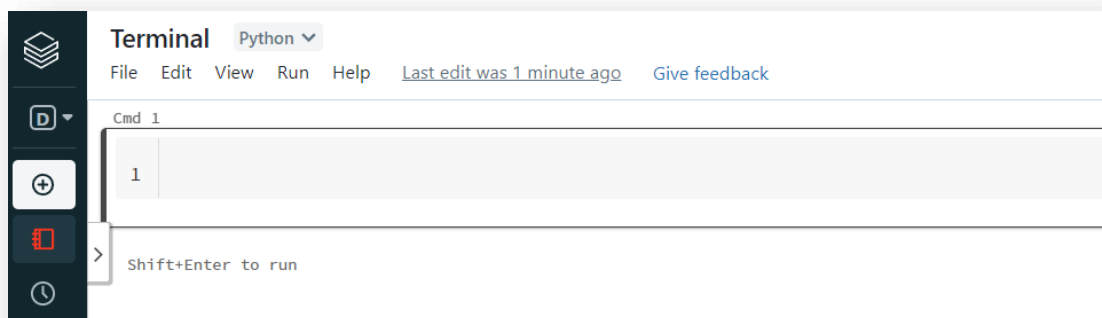 Terminal Python
File Edit View Run Help Last edit was 1 minute ago Give feedback
D
Cmd 1
1
Shift+Enter to run